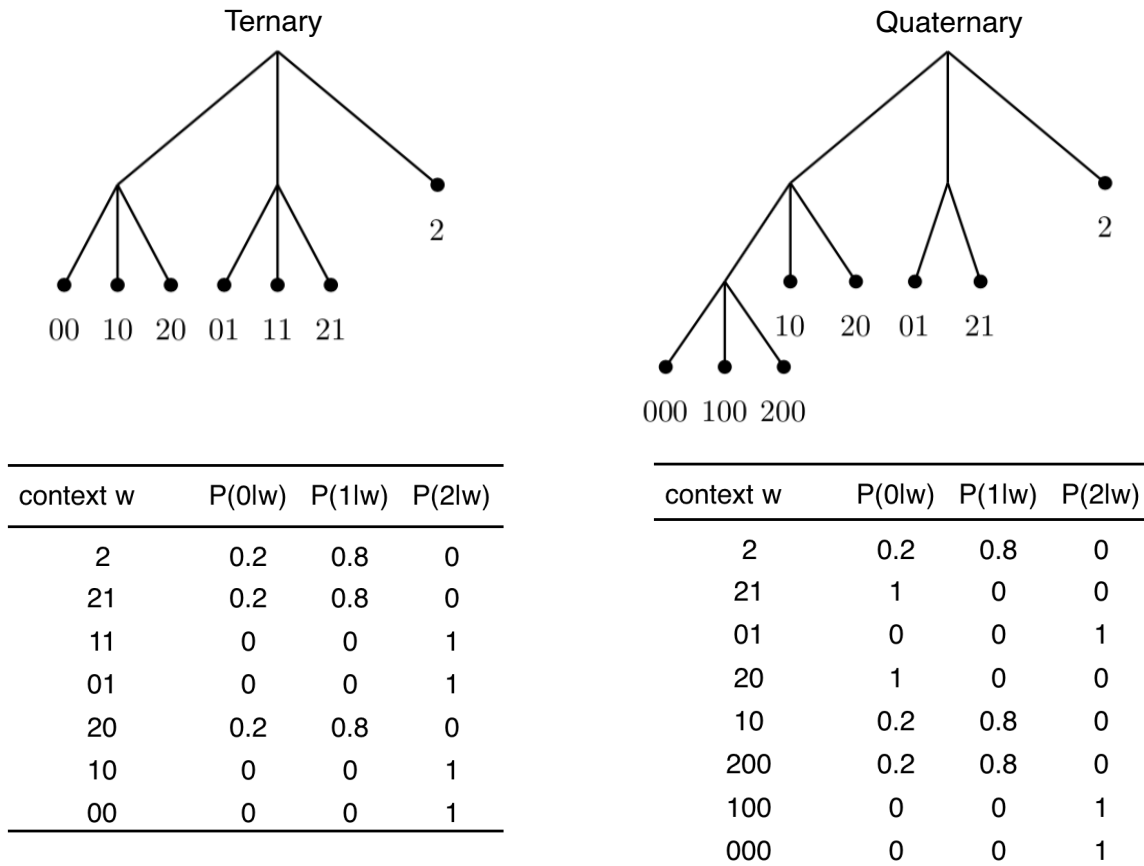 Ternary
2
00 10 20 01 11 21
context w P(0|w) P(1|w) P(2|w)
2 0.2 0.8 0
21 0.2 0.8 0
11 0 0 1
01 0 0 1
20 0.2 0.8 0
10 0 0 1
00 0 0 1
Quaternary
2
10 20 01 21
000 100 200
context w P(0|w) P(1|w) P(2|w)
2 0.2 0.8 0
21 1 0 0
01 0 0 1
20 1 0 0
10 0.2 0.8 0
200 0.2 0.8 0
100 0 0 1
000 0 0 1